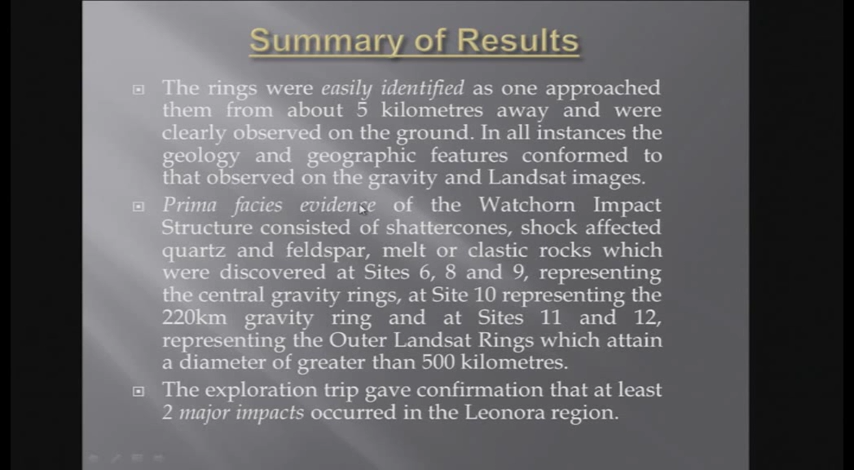 Summary of Results
The rings were easily identified as one approached
them from about 5 kilometres away and were
clearly observed on the ground. In all instances the
geology and geographic features conformed to
that observed on the gravity and Landsat images.
Prima facies evidence of the Watchorn Impact
Structure consisted of shattercones, shock affected
quartz and feldspar, melt or clastic rocks which
were discovered at Sites 6, 8 and 9, representing
the central gravity rings, at Site 10 representing the
220km gravity ring and at Sites 11 and 12,
representing the Outer Landsat Rings which attain
a diameter of greater than 500 kilometres.
The exploration trip gave confirmation that at least
2 major impacts occurred in the Leonora region.